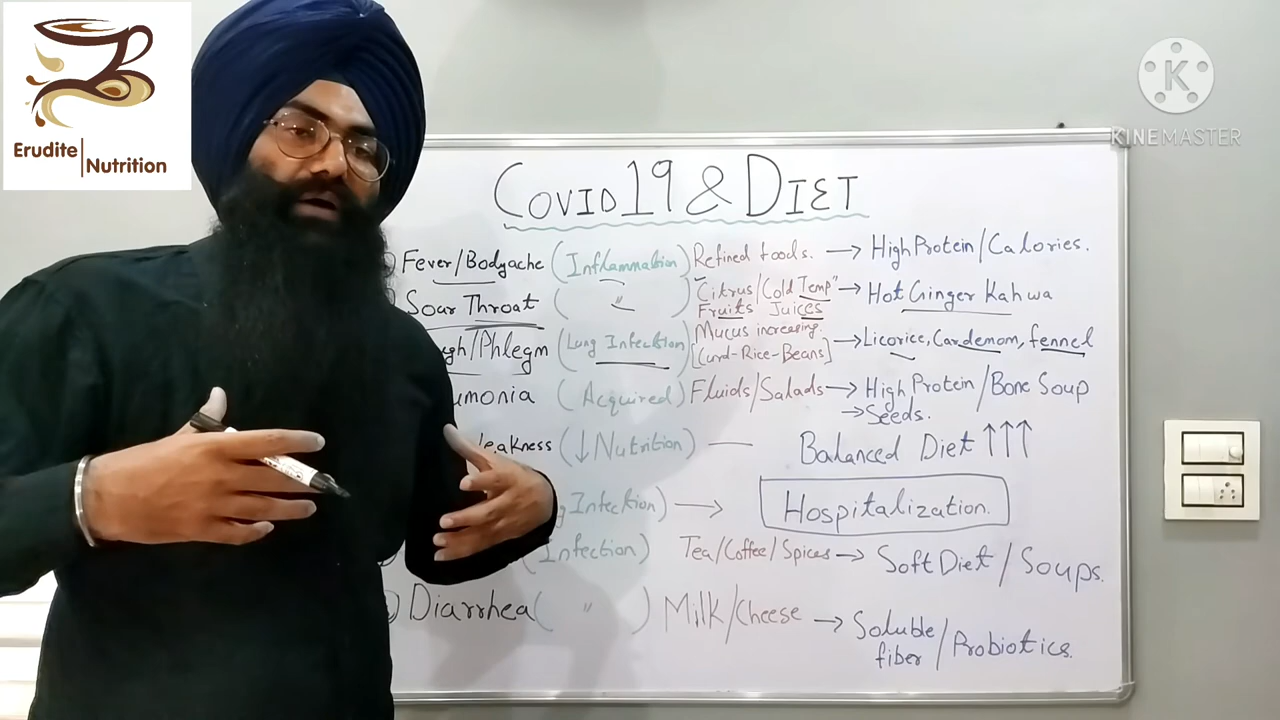 Erudite Nutrition
KINEMASTER
COVID19 & DIET
Fever/Bodyache (Inflammation) Refined foods. → High Protein/Calories.
Sour Throat ( " ) Citrus/Cold Temp" Fruits Juices → Hot Ginger Kahwa
gh/Phlegm (Lung Infection) Mucus increasing. [Curd-Rice-Beans] → Licorice, Cardemom, fennel
umonia (Acquired) Fluids/Salads → High Protein/Bone Soup
→ Seeds.
eakness (↓ Nutrition) — Balanced Diet ↑↑↑
g Infection) → Hospitalization.
(Infection) Tea/Coffee/Spices → Soft Diet/Soups.
Diarrhea ( " ) Milk/Cheese → Soluble fiber/Probiotics.